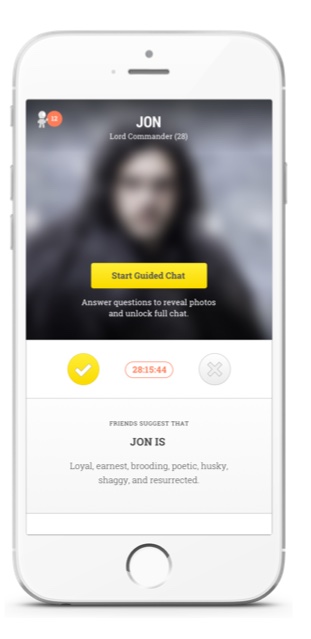 12
JON
Lord Commander (28)
Start Guided Chat
Answer questions to reveal photos
and unlock full chat.
28:15:44
FRIENDS SUGGEST THAT
JON IS
Loyal, earnest, brooding, poetic, husky,
shaggy, and resurrected.